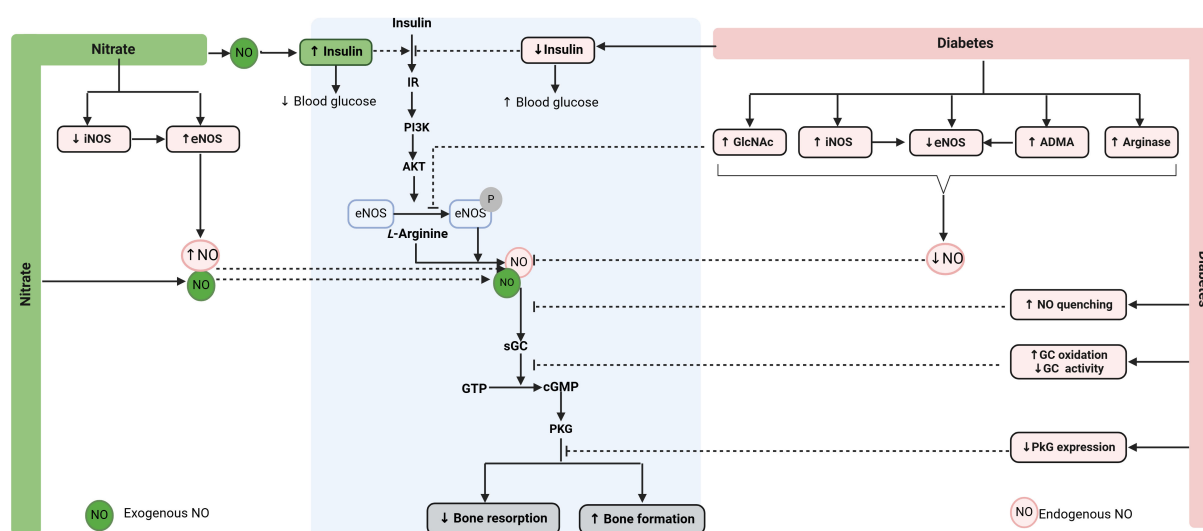 Insulin
Nitrate
NO
↑ Insulin
↓Insulin
Diabetes
↓ Blood glucose
IR
↑ Blood glucose
PI3K
↓ iNOS
↑eNOS
AKT
↑ GlcNAc
↑ iNOS
↓eNOS
↑ ADMA
↑ Arginase
eNOS
eNOS
P
L-Arginine
↑NO
NO
NO
NO
↓NO
Nitrate
Diabetes
↑ NO quenching
sGC
↑GC oxidation
↓GC activity
GTP
cGMP
PKG
↓PkG expression
NO
Exogenous NO
↓ Bone resorption
↑ Bone formation
NO
Endogenous NO